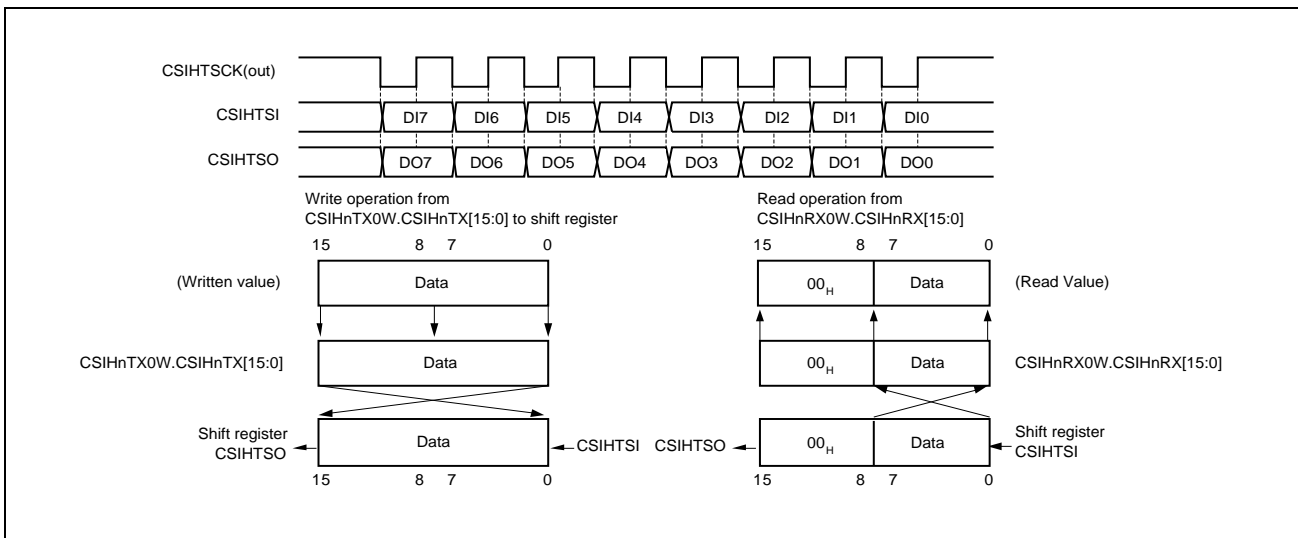 CSIHTSCK(out)
CSIHTSI DI7 DI6 DI5 DI4 DI3 DI2 DI1 DI0
CSIHTSO DO7 DO6 DO5 DO4 DO3 DO2 DO1 DO0
Write operation from
CSIHnTX0W.CSIHnTX[15:0] to shift register
15 8 7 0
(Written value) Data
CSIHnTX0W.CSIHnTX[15:0] Data
Shift register
CSIHTSO Data CSIHTSI
15 8 7 0
Read operation from
CSIHnRX0W.CSIHnRX[15:0]
15 8 7 0
00H Data (Read Value)
00H Data CSIHnRX0W.CSIHnRX[15:0]
CSIHTSO 00H Data Shift register
CSIHTSI
15 8 7 0